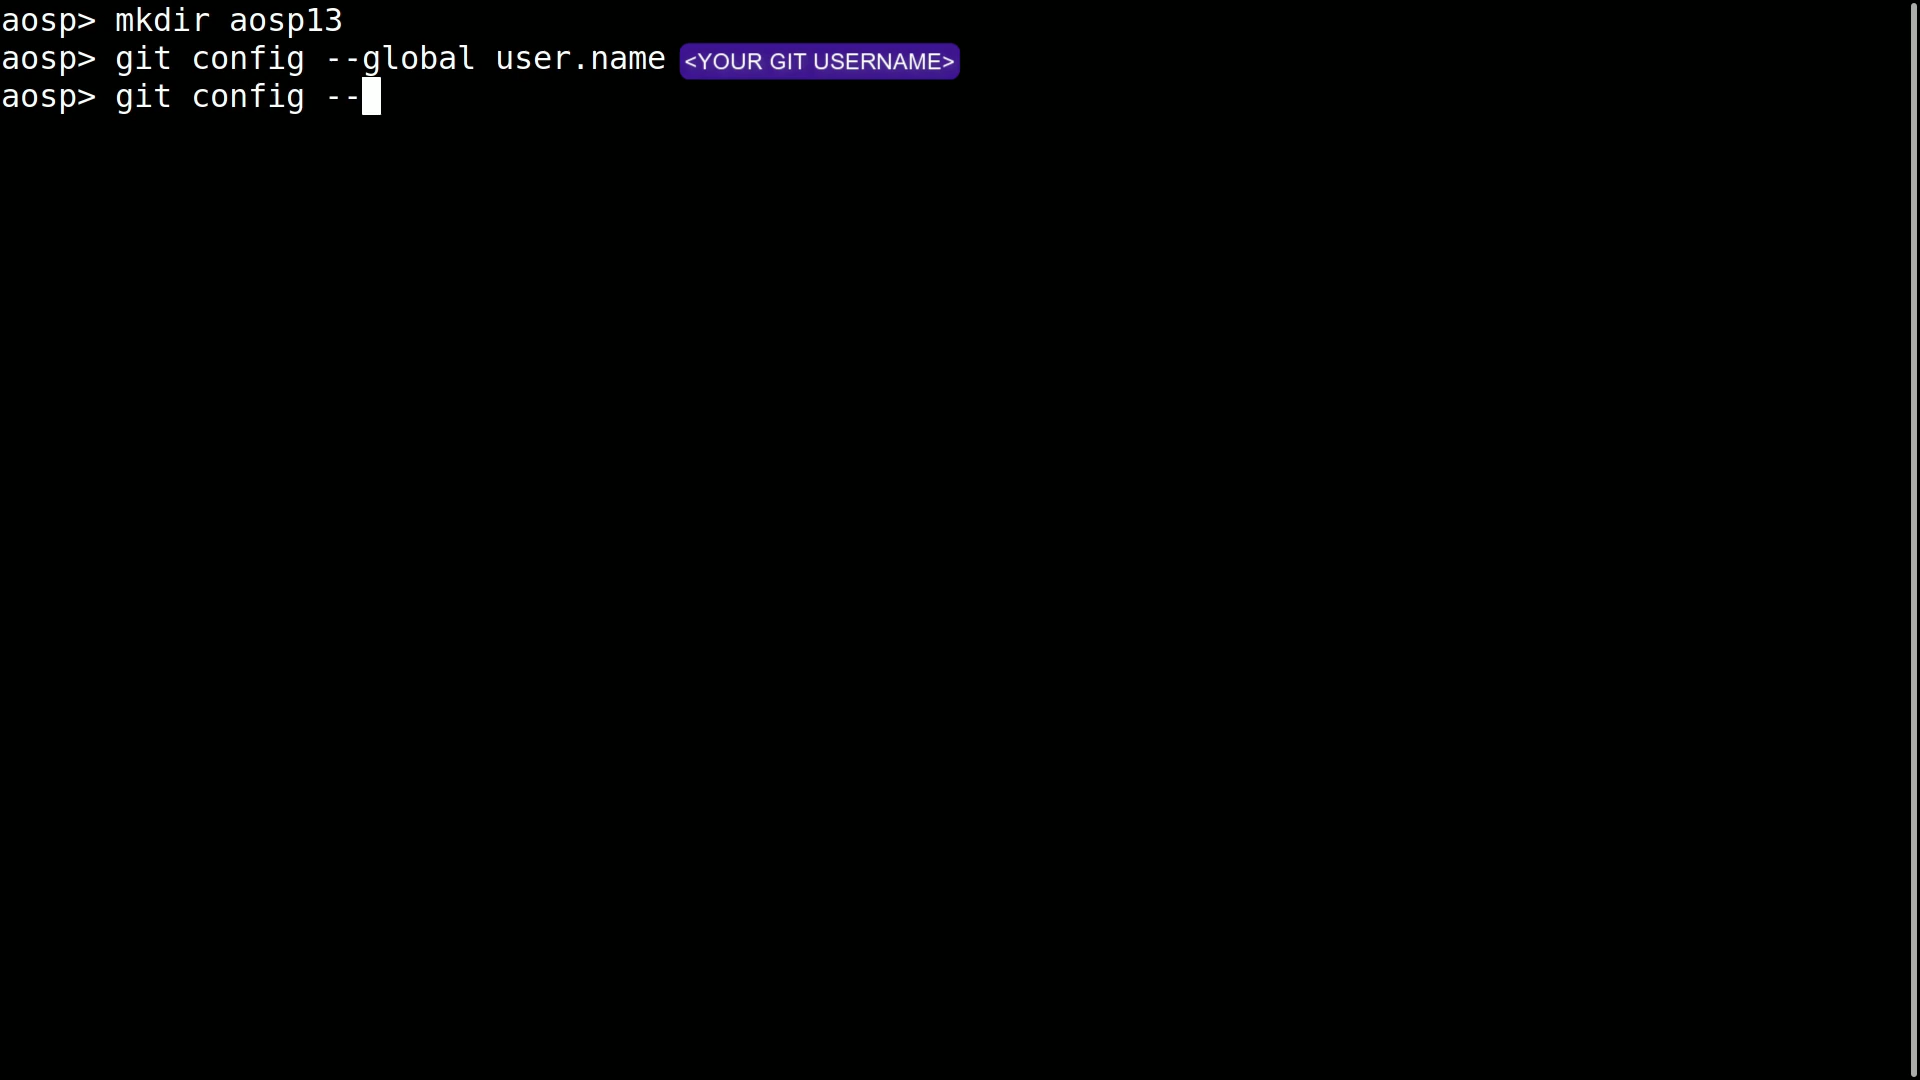 aosp> mkdir aosp13
aosp> git config --global user.name <YOUR GIT USERNAME>
aosp> git config --